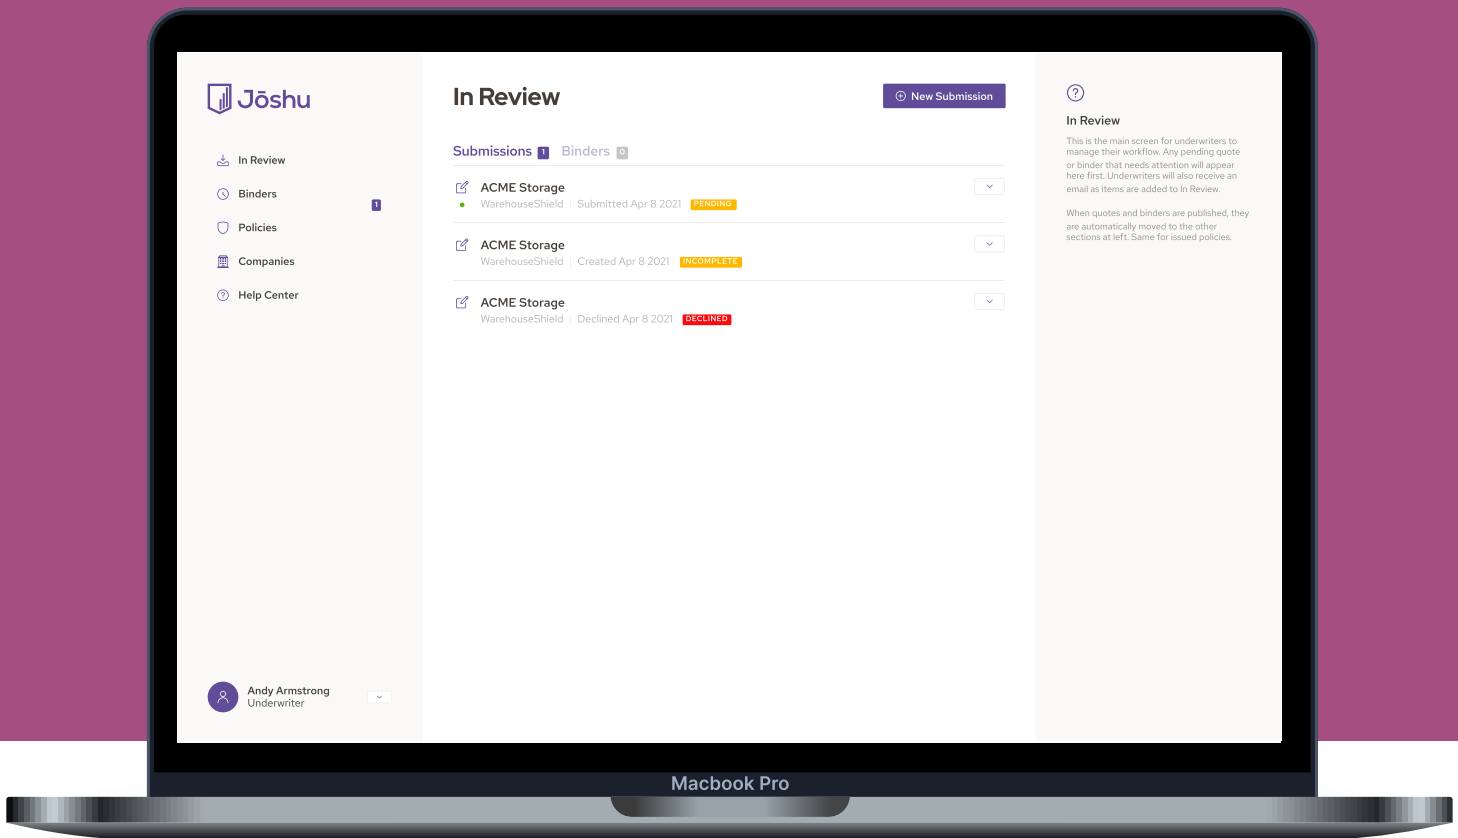 Jōshu
In Review
Binders
1
Policies
Companies
Help Center
Andy Armstrong
Underwriter
In Review
New Submission
Submissions 1 Binders 0
ACME Storage
WarehouseShield | Submitted Apr 8 2021 PENDING
ACME Storage
WarehouseShield | Created Apr 8 2021 INCOMPLETE
ACME Storage
WarehouseShield | Declined Apr 8 2021 DECLINED
?
In Review
This is the main screen for underwriters to
manage their workflow. Any pending quote
or binder that needs attention will appear
here first. Underwriters will also receive an
email as items are added to In Review.
When quotes and binders are published, they
are automatically moved to the other
sections at left. Same for issued policies.
Macbook Pro